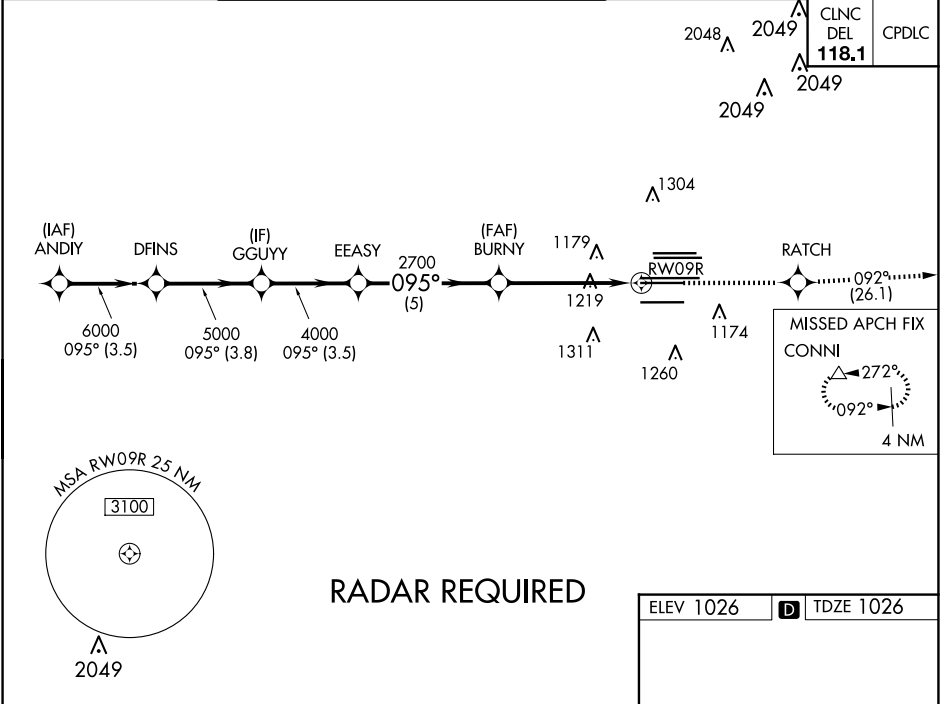 2048
2049
CLNC
DEL
118.1
CPDLC
2049
2049
1304
(IAF)
ANDIY
DFINS
(IF)
GGUYY
EEASY
2700
095°
(5)
(FAF)
BURNY
1179
1219
1311
RW09R
RATCH
092°
(26.1)
6000
095° (3.5)
5000
095° (3.8)
4000
095° (3.5)
1174
1260
MISSED APCH FIX
CONNI
272°
092°
4 NM
MSA RW09R 25 NM
3100
2049
RADAR REQUIRED
ELEV 1026
D
TDZE 1026